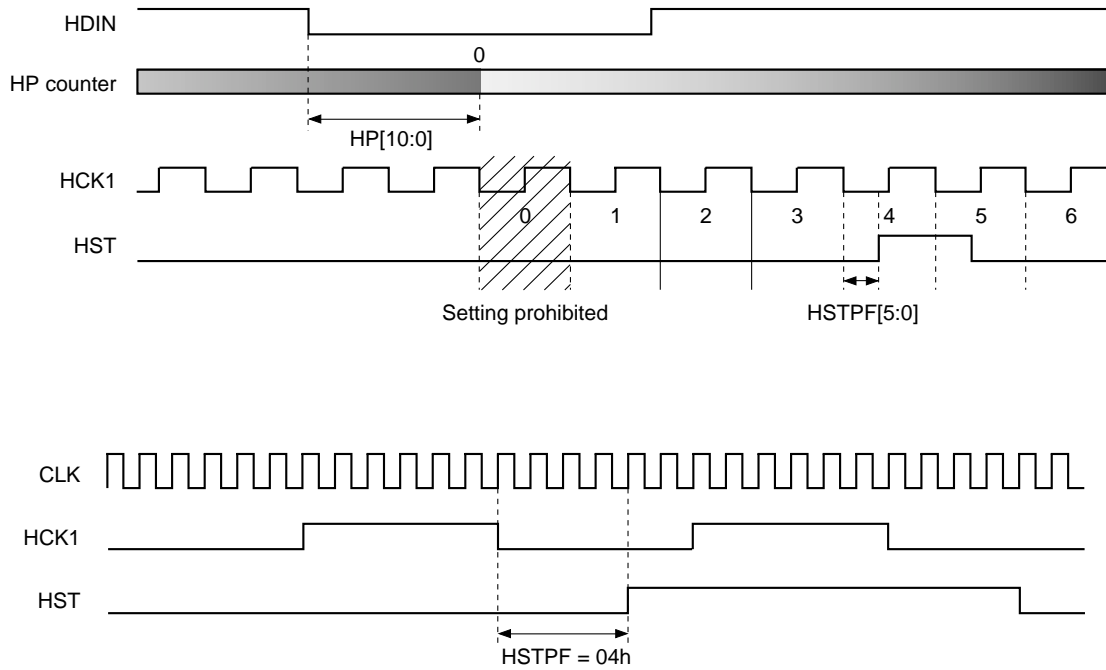 HDIN
0
HP counter
HP[10:0]
HCK1
0 1 2 3 4 5 6
HST
Setting prohibited HSTPF[5:0]
CLK
HCK1
HST
HSTPF = 04h